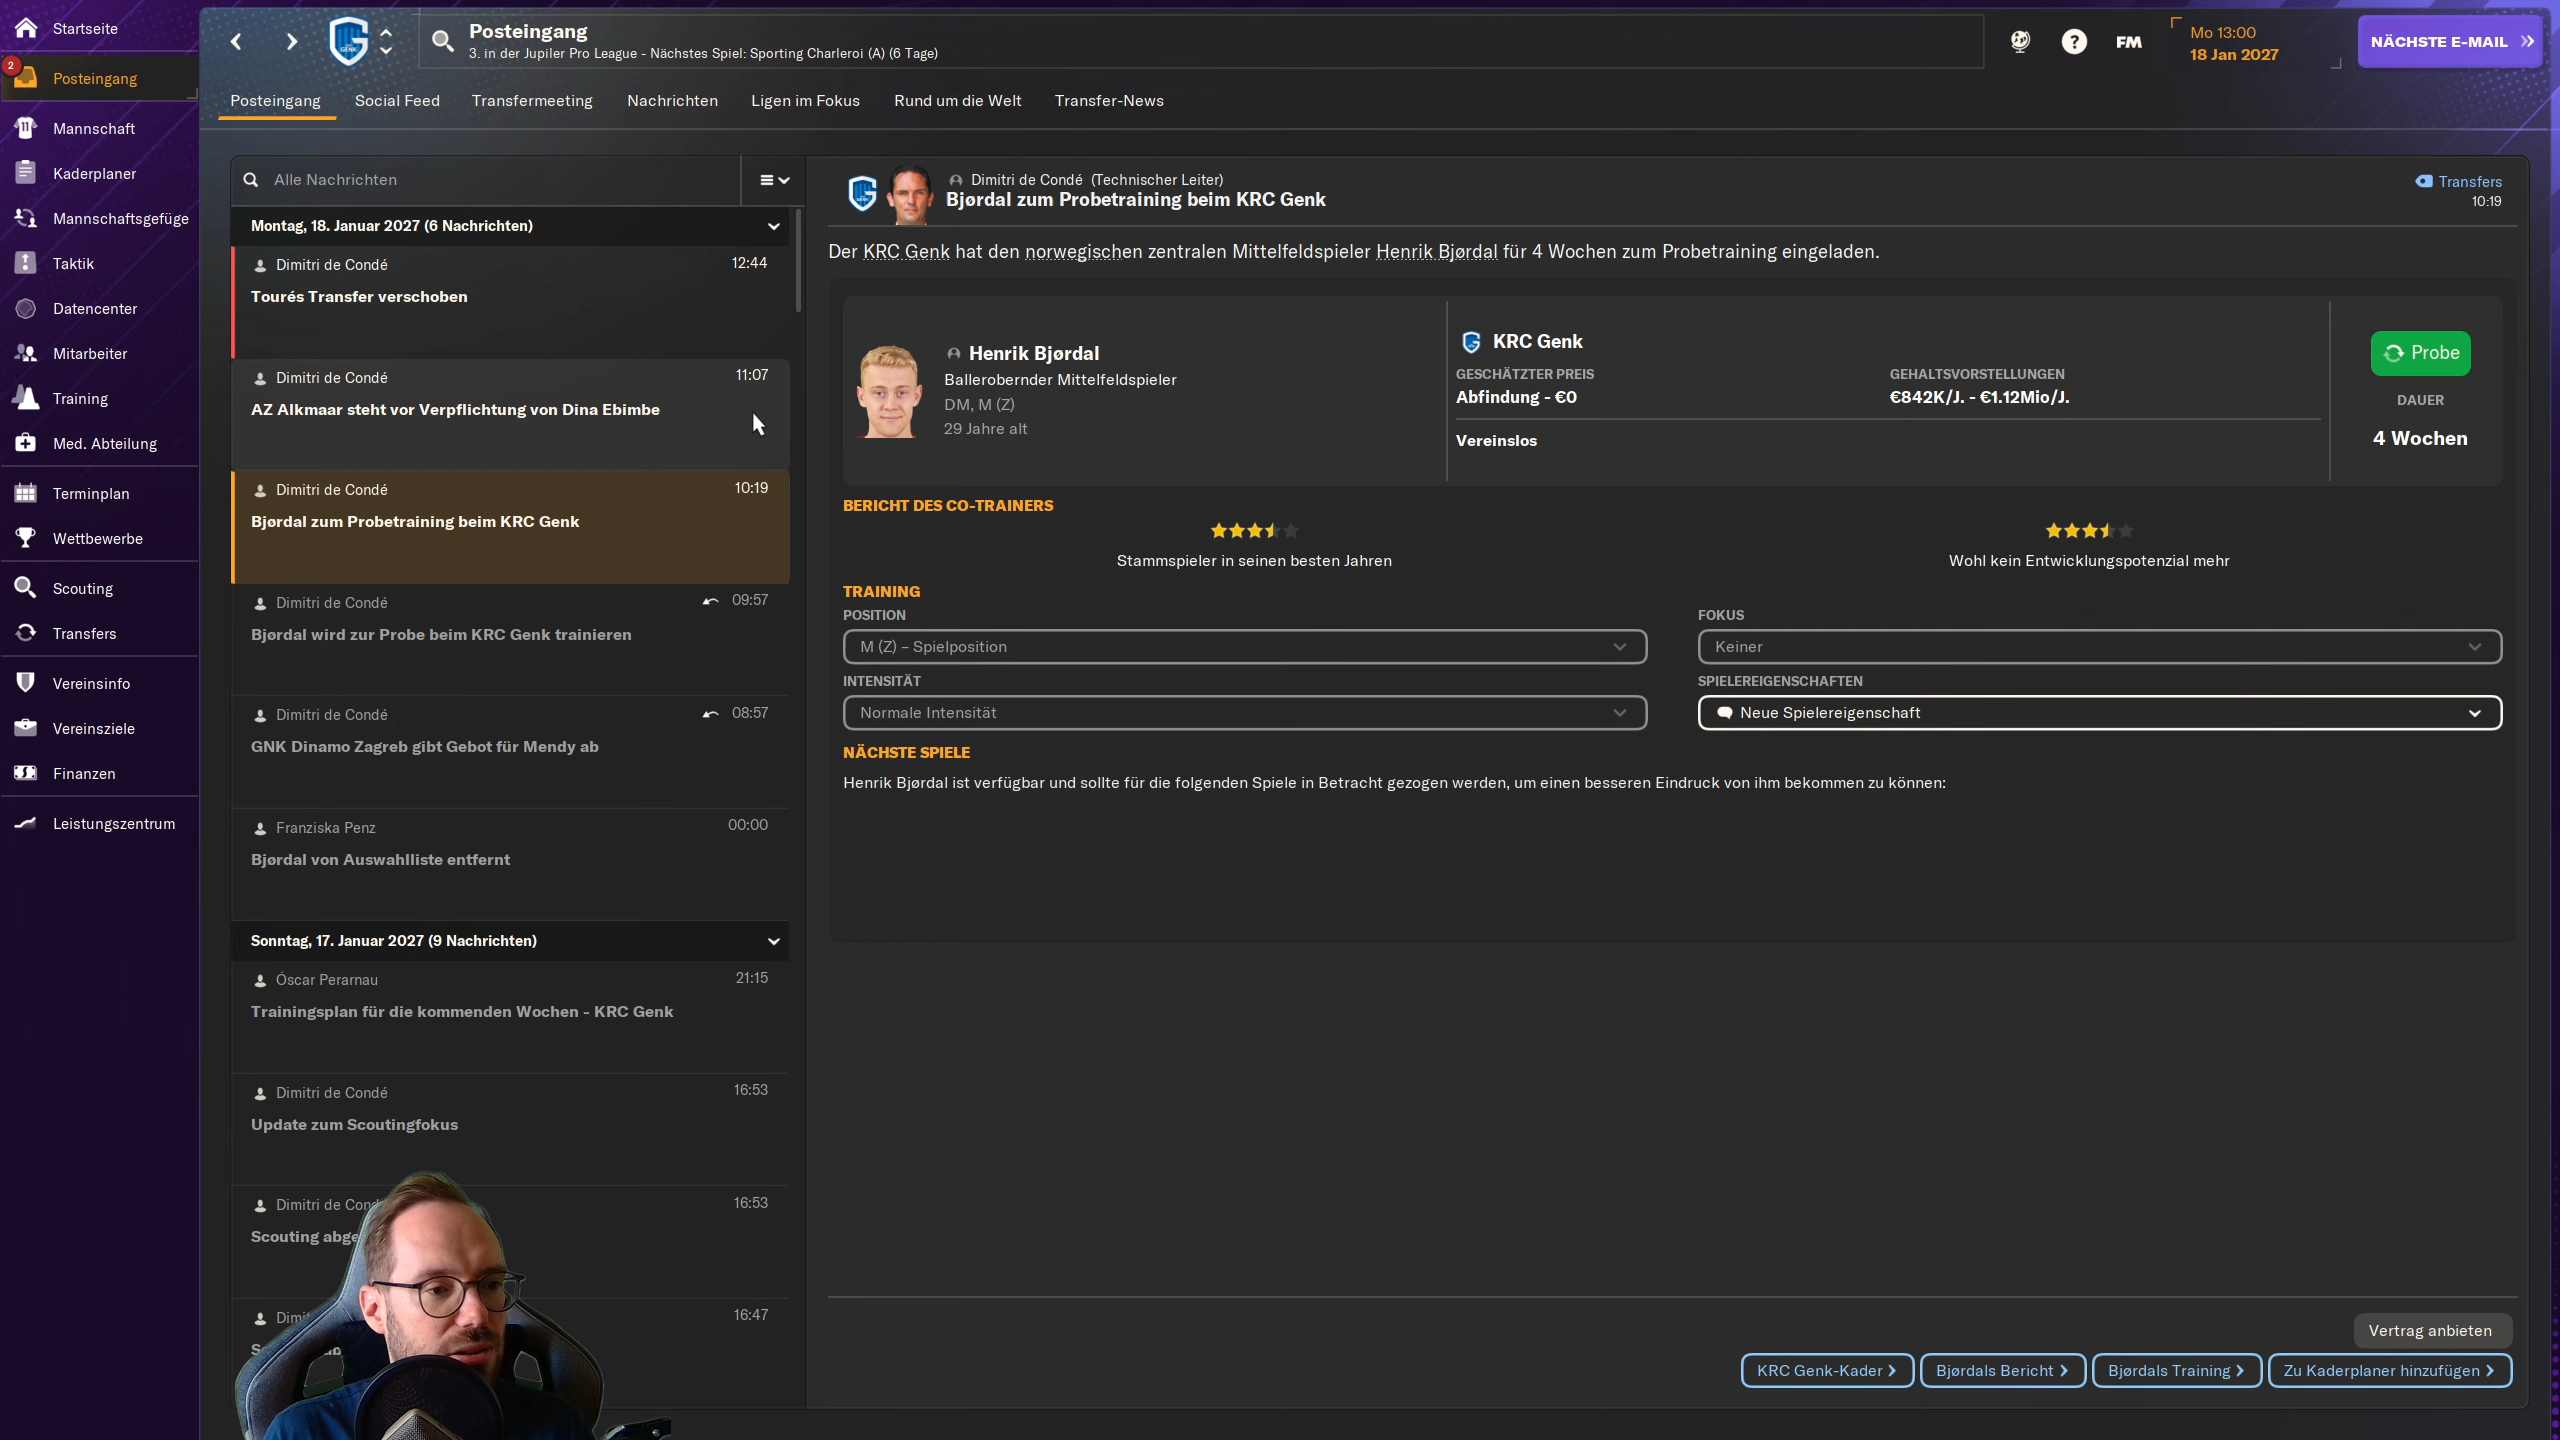 Startseite
2
Posteingang
Mannschaft
Kaderplaner
Mannschaftsgefüge
Taktik
Datencenter
Mitarbeiter
Training
Med. Abteilung
Terminplan
Wettbewerbe
Scouting
Transfers
Vereinsinfo
Vereinsziele
Finanzen
Leistungszentrum
Posteingang
3. in der Jupiler Pro League - Nächstes Spiel: Sporting Charleroi (A) (6 Tage)
FM
Mo 13:00
18 Jan 2027
NÄCHSTE E-MAIL
Posteingang Social Feed Transfermeeting Nachrichten Ligen im Fokus Rund um die Welt Transfer-News
Alle Nachrichten
Montag, 18. Januar 2027 (6 Nachrichten)
Dimitri de Condé 12:44
Tourés Transfer verschoben
Dimitri de Condé 11:07
AZ Alkmaar steht vor Verpflichtung von Dina Ebimbe
Dimitri de Condé 10:19
Bjørdal zum Probetraining beim KRC Genk
Dimitri de Condé 09:57
Bjørdal wird zur Probe beim KRC Genk trainieren
Dimitri de Condé 08:57
GNK Dinamo Zagreb gibt Gebot für Mendy ab
Franziska Penz 00:00
Bjørdal von Auswahlliste entfernt
Sonntag, 17. Januar 2027 (9 Nachrichten)
Óscar Perarnau 21:15
Trainingsplan für die kommenden Wochen - KRC Genk
Dimitri de Condé 16:53
Update zum Scoutingfokus
Dimitri de 16:53
Scouting
16:47
Dimitri de Condé (Technischer Leiter)
Bjørdal zum Probetraining beim KRC Genk
Transfers
10:19
Der KRC Genk hat den norwegischen zentralen Mittelfeldspieler Henrik Bjørdal für 4 Wochen zum Probetraining eingeladen.
Henrik Bjørdal
Ballerobernder Mittelfeldspieler
DM, M (Z)
29 Jahre alt
KRC Genk
GESCHÄTZTER PREIS GEHALTSVORSTELLUNGEN
Abfindung - €0 €842K/J. - €1.12Mio/J.
Vereinslos
Probe
DAUER
4 Wochen
BERICHT DES CO-TRAINERS
Stammspieler in seinen besten Jahren Wohl kein Entwicklungspotenzial mehr
TRAINING
POSITION FOKUS
M (Z) – Spielposition Keiner
INTENSITÄT SPIELEREIGENSCHAFTEN
Normale Intensität Neue Spielereigenschaft
NÄCHSTE SPIELE
Henrik Bjørdal ist verfügbar und sollte für die folgenden Spiele in Betracht gezogen werden, um einen besseren Eindruck von ihm bekommen zu können:
Vertrag anbieten
KRC Genk-Kader Bjørdals Bericht Bjørdals Training Zu Kaderplaner hinzufügen